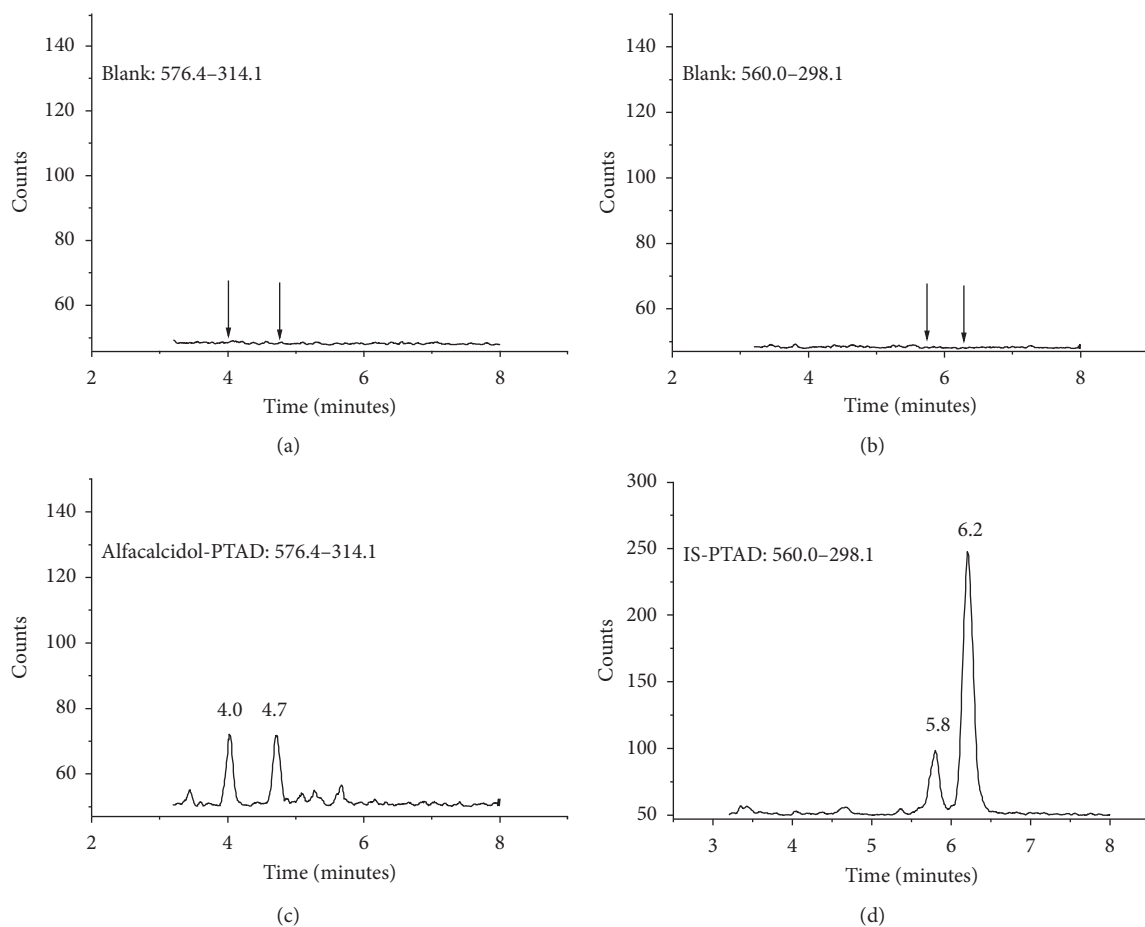 140
120
100
80
60
Counts
Blank: 576.4–314.1
2
4
6
8
Time (minutes)
(a)
140
120
100
80
60
Counts
Blank: 560.0–298.1
2
4
6
8
Time (minutes)
(b)
140
120
100
80
60
Counts
Alfacalcidol-PTAD: 576.4–314.1
4.0
4.7
2
4
6
8
Time (minutes)
(c)
300
250
200
150
100
50
Counts
IS-PTAD: 560.0–298.1
6.2
5.8
3
4
5
6
7
8
Time (minutes)
(d)